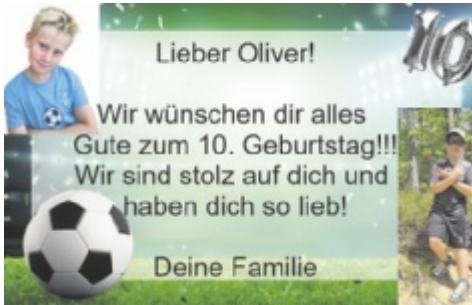 Lieber Oliver!
Wir wünschen dir alles
Gute zum 10. Geburtstag!!!
Wir sind stolz auf dich und
haben dich so lieb!
Deine Familie
10